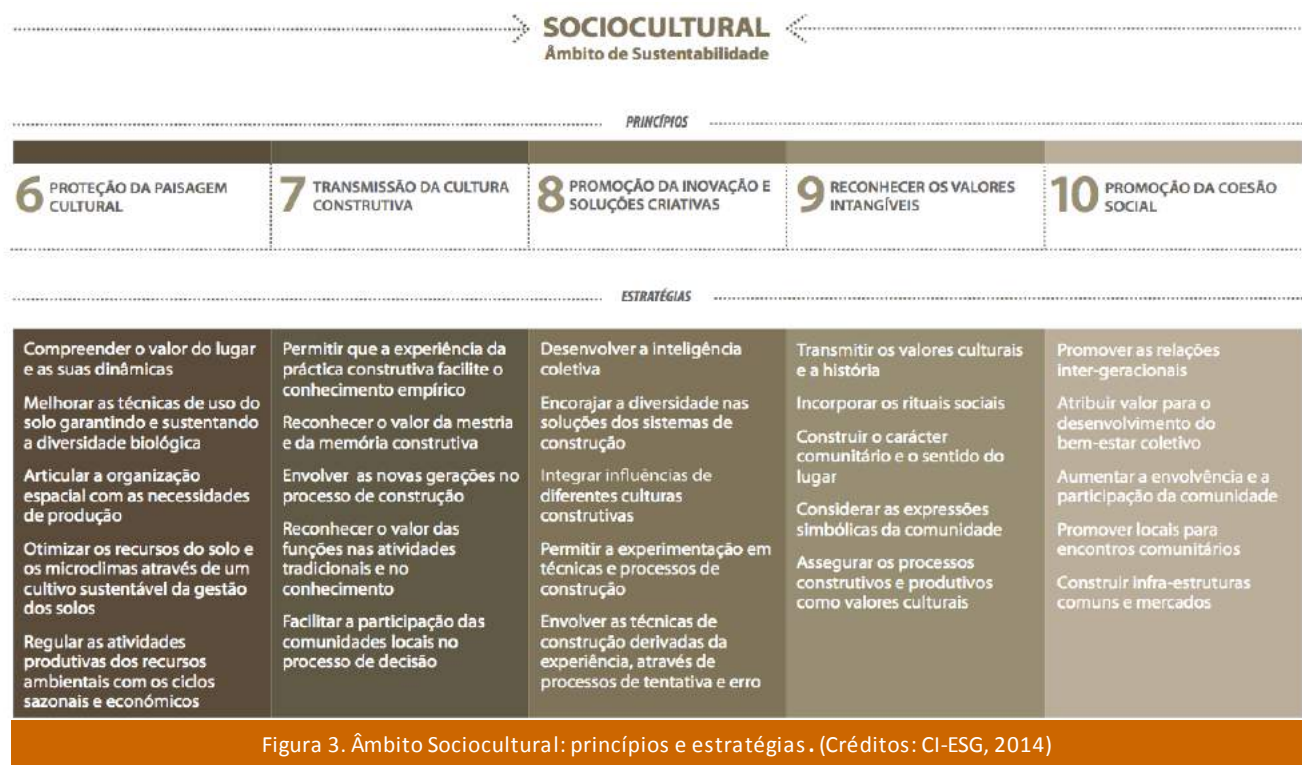 SOCIOCULTURAL
Âmbito de Sustentabilidade
PRINCÍPIOS
6 PROTEÇÃO DA PAISAGEM
CULTURAL
7 TRANSMISSÃO DA CULTURA
CONSTRUTIVA
8 PROMOÇÃO DA INOVAÇÃO E
SOLUÇÕES CRIATIVAS
9 RECONHECER OS VALORES
INTANGÍVEIS
10 PROMOÇÃO DA COESÃO
SOCIAL
ESTRATÉGIAS
Compreender o valor do lugar
e as suas dinâmicas
Melhorar as técnicas de uso do
solo garantindo e sustentando
a diversidade biológica
Articular a organização
espacial com as necessidades
de produção
Otimizar os recursos do solo e
os microclimas através de um
cultivo sustentável da gestão
dos solos
Regular as atividades
produtivas dos recursos
ambientais com os ciclos
sazonais e económicos
Permitir que a experiência da
práctica construtiva facilite o
conhecimento empírico
Reconhecer o valor da mestria
e da memória construtiva
Envolver as novas gerações no
processo de construção
Reconhecer o valor das
funções nas atividades
tradicionais e no
conhecimento
Facilitar a participação das
comunidades locais no
processo de decisão
Desenvolver a inteligência
coletiva
Encorajar a diversidade nas
soluções dos sistemas de
construção
Integrar influências de
diferentes culturas
construtivas
Permitir a experimentação em
técnicas e processos de
construção
Envolver as técnicas de
construção derivadas da
experiência, através de
processos de tentativa e erro
Transmitir os valores culturais
e a história
Incorporar os rituais sociais
Construir o carácter
comunitário e o sentido do
lugar
Considerar as expressões
simbólicas da comunidade
Assegurar os processos
construtivos e produtivos
como valores culturais
Promover as relações
inter-geracionais
Atribuir valor para o
desenvolvimento do
bem-estar coletivo
Aumentar a envolvência e a
participação da comunidade
Promover locais para
encontros comunitários
Construir infra-estruturas
comuns e mercados
Figura 3. Âmbito Sociocultural: princípios e estratégias. (Créditos: CI-ESG, 2014)